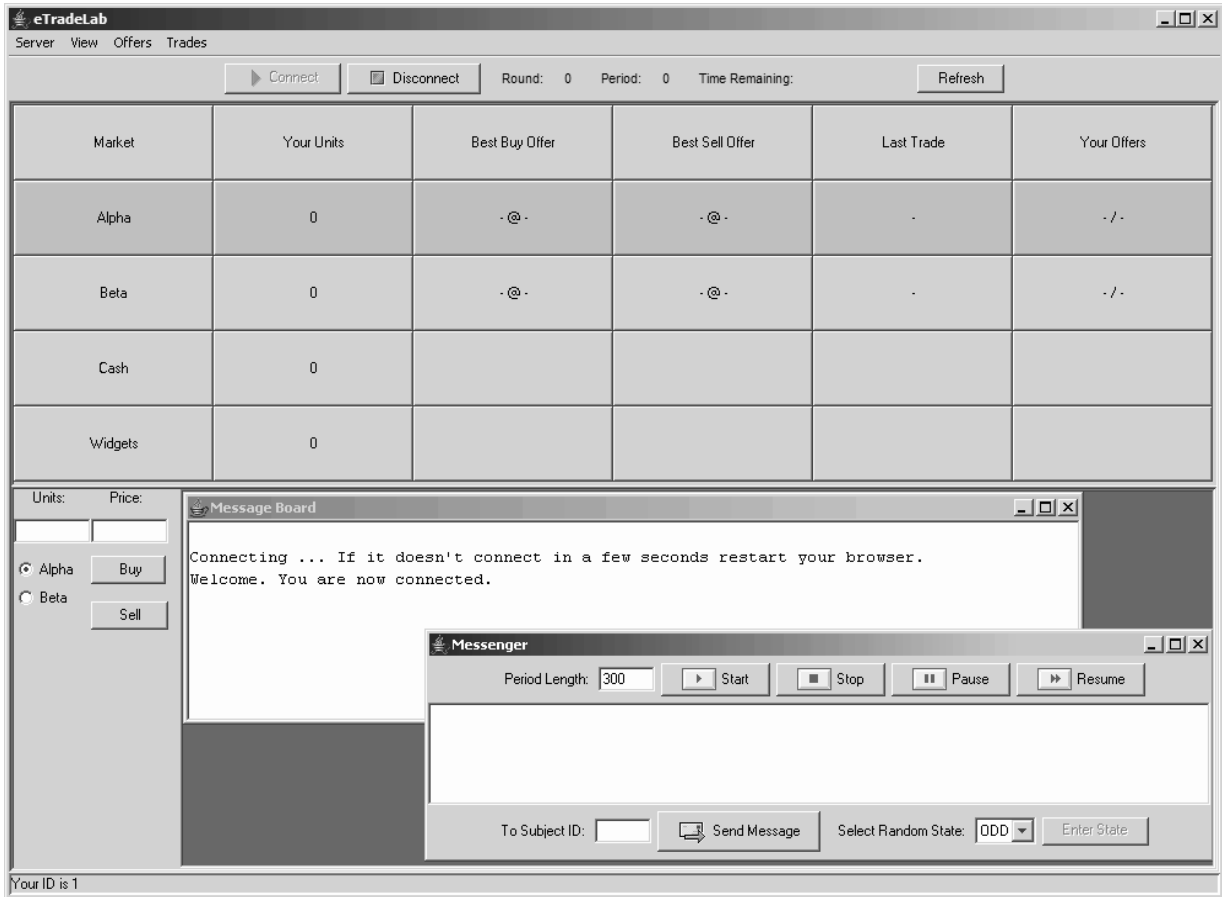 eTradeLab
Server View Offers Trades
Connect Disconnect Round: 0 Period: 0 Time Remaining: Refresh
Market Your Units Best Buy Offer Best Sell Offer Last Trade Your Offers
Alpha 0 - @ - - @ - - - / -
Beta 0 - @ - - @ - - - / -
Cash 0
Widgets 0
Units: Price:
Alpha Buy
Beta
Sell
Message Board
Connecting ... If it doesn't connect in a few seconds restart your browser.
Welcome. You are now connected.
Messenger
Period Length: 300 Start Stop Pause Resume
To Subject ID: Send Message Select Random State: ODD Enter State
Your ID is 1